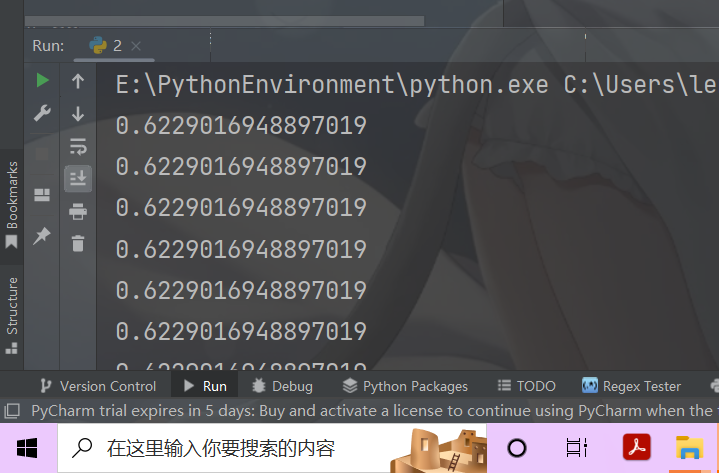 Run: 2
E:\PythonEnvironment\python.exe C:\Users\le
0.6229016948897019
0.6229016948897019
0.6229016948897019
0.6229016948897019
0.6229016948897019
0.6229016948897019
0.6229016948897019
Bookmarks
Structure
Version Control Run Debug Python Packages TODO Regex Tester
PyCharm trial expires in 5 days: Buy and activate a license to continue using PyCharm when the
在这里输入你要搜索的内容